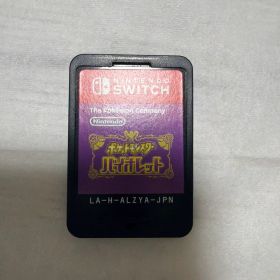 NINTENDO
SWITCH
The Pokémon Company
Nintendo
ポケットモンスター
バイオレット
LA-H-ALZYA-JPN